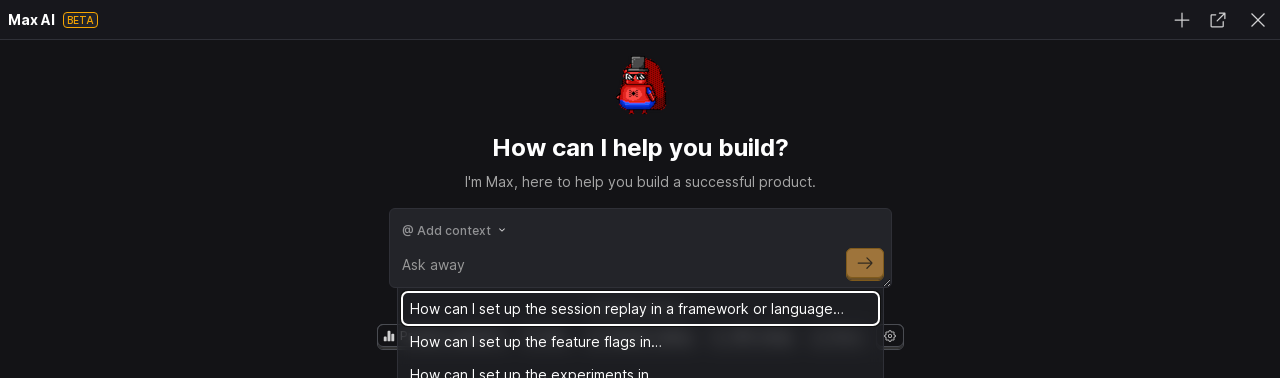 Max AI BETA
How can I help you build?
I'm Max, here to help you build a successful product.
@ Add context
Ask away
How can I set up the session replay in a framework or language…
How can I set up the feature flags in…
How can I set up the experiments in…